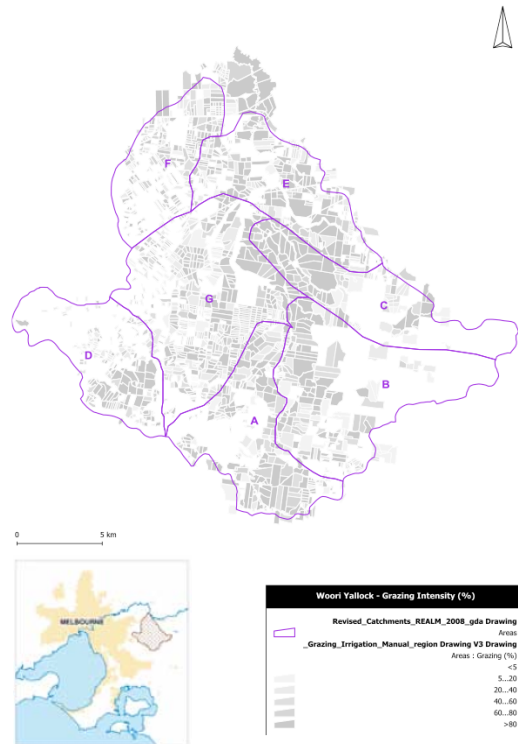 F
E
G
C
D
B
A
0 5 km
MELBOURNE
Woori Yallock - Grazing Intensity (%)
Revised_Catchments_REALM_2008_gda Drawing
Areas
_Grazing_Irrigation_Manual_region Drawing V3 Drawing
Areas : Grazing (%)
<5
5...20
20...40
40...60
60...80
>80